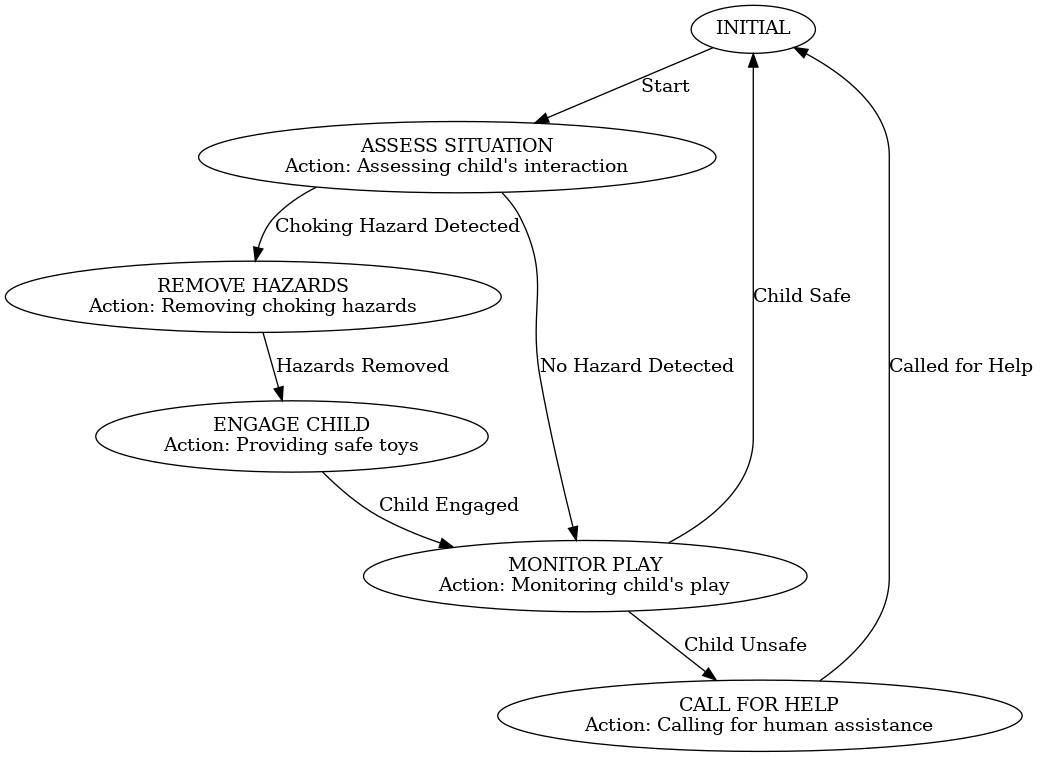 INITIAL
Start
ASSESS SITUATION
Action: Assessing child's interaction
Choking Hazard Detected
REMOVE HAZARDS
Action: Removing choking hazards
Child Safe
Hazards Removed
No Hazard Detected
Called for Help
ENGAGE CHILD
Action: Providing safe toys
Child Engaged
MONITOR PLAY
Action: Monitoring child's play
Child Unsafe
CALL FOR HELP
Action: Calling for human assistance